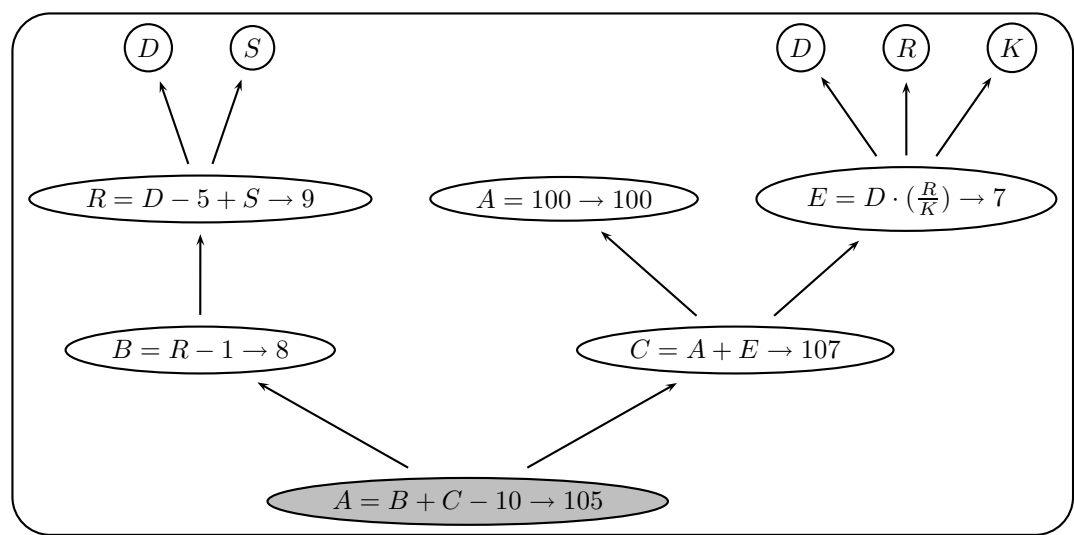 D S D R K
R = D − 5 + S → 9 A = 100 → 100 E = D · (R/K) → 7
B = R − 1 → 8 C = A + E → 107
A = B + C − 10 → 105